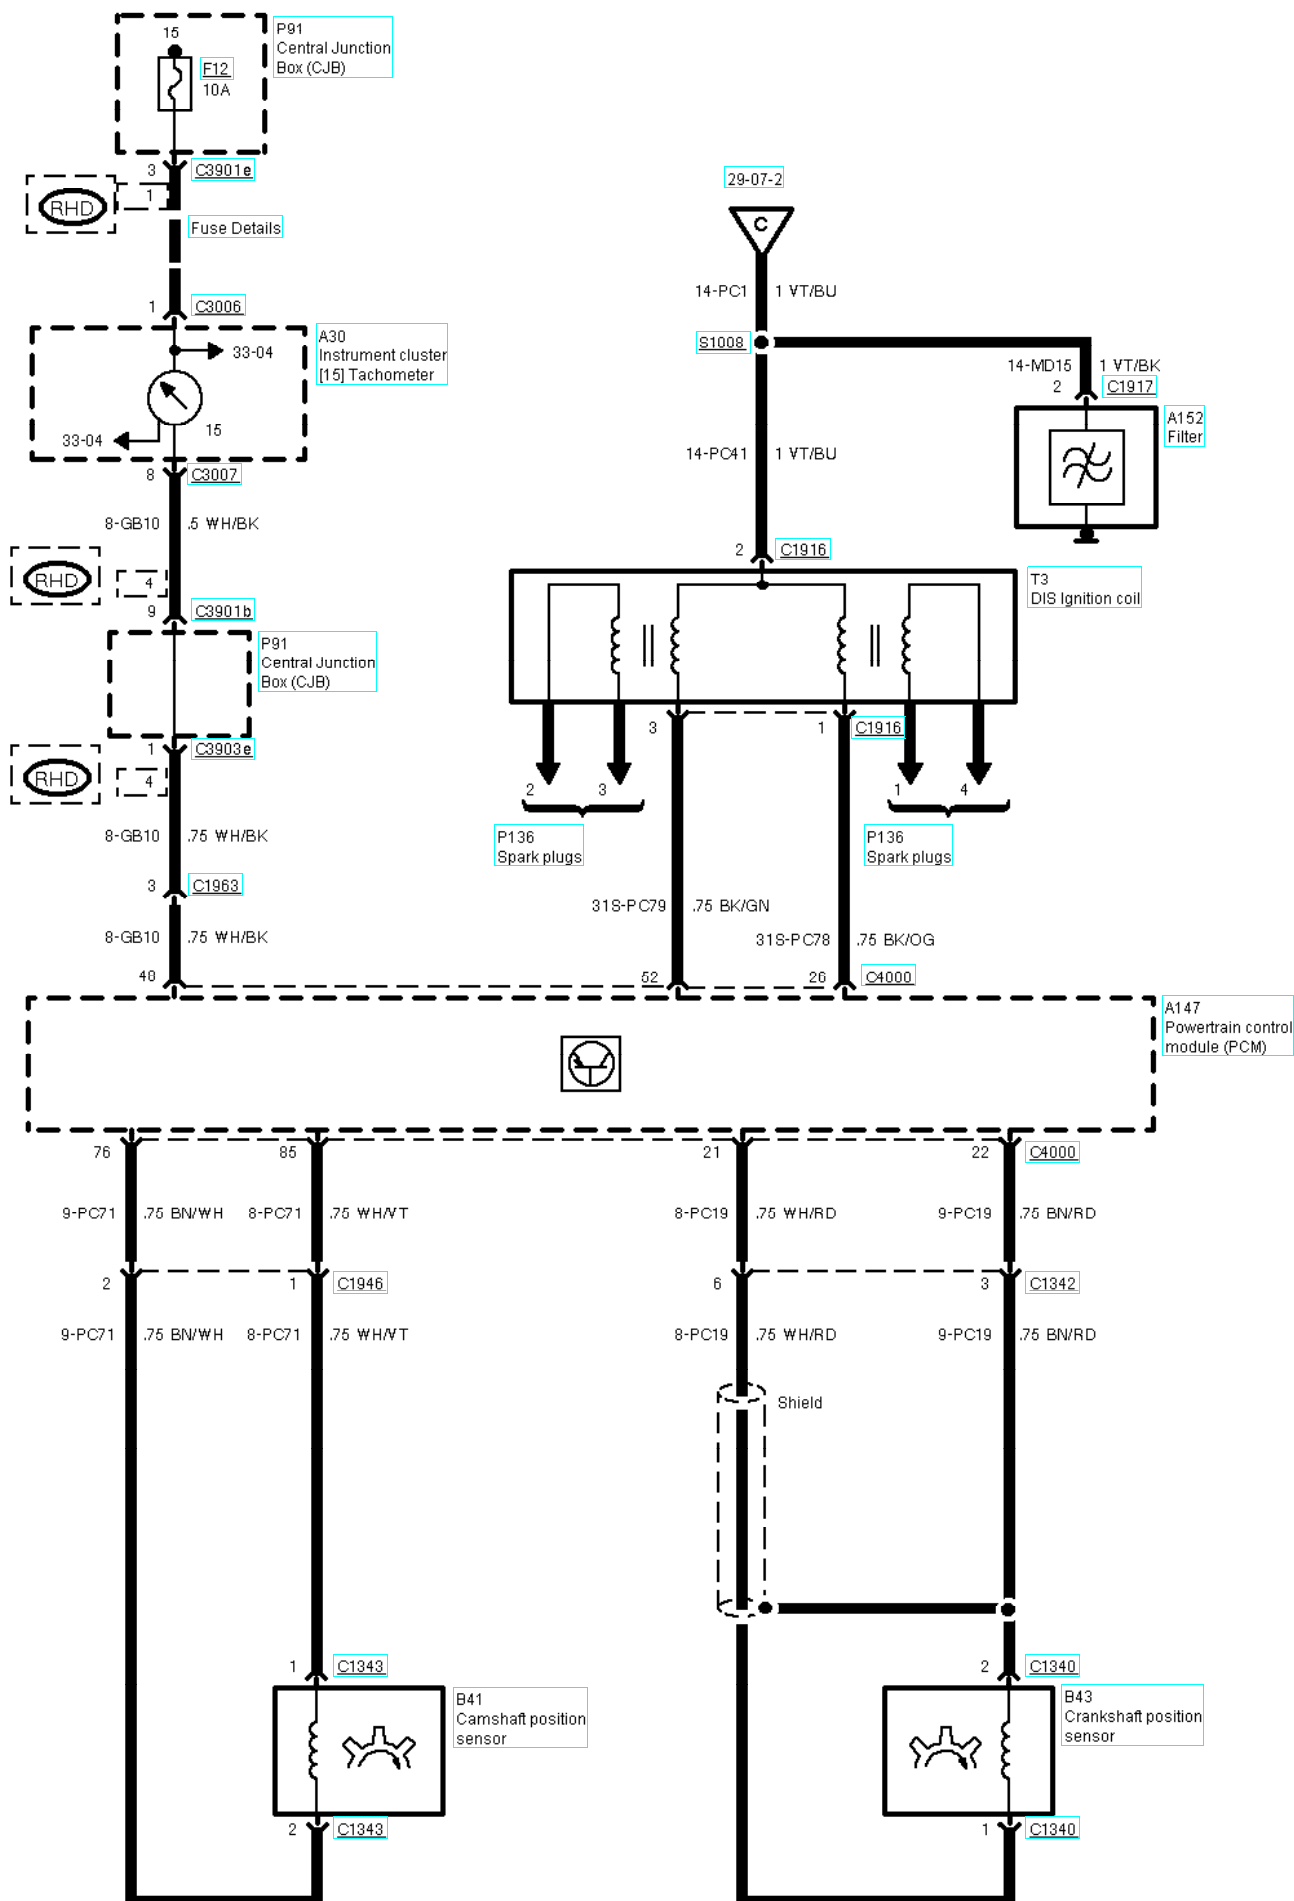 15
F12
10A
P91
Central Junction
Box (CJB)
3
C3901e
RHD
1
Fuse Details
1
C3006
A30
Instrument cluster
[15] Tachometer
33-04
15
33-04
8
C3007
8-GB10 .5 WH/BK
RHD
4
9
C3901b
P91
Central Junction
Box (CJB)
1
C3903e
RHD
4
8-GB10 .75 WH/BK
3
C1963
8-GB10 .75 WH/BK
29-07-2
C
14-PC1 1 VT/BU
S1008
14-MD15 1 VT/BK
2
C1917
A152
Filter
14-PC41 1 VT/BU
2
C1916
T3
DIS Ignition coil
3
1
C1916
2 3
1 4
P136
Spark plugs
P136
Spark plugs
31S-PC79 .75 BK/GN
31S-PC78 .75 BK/OG
48
52
26
C4000
A147
Powertrain control
module (PCM)
76
85
21
22
C4000
9-PC71 .75 BN/WH
8-PC71 .75 WH/VT
8-PC19 .75 WH/RD
9-PC19 .75 BN/RD
2
1
C1946
6
3
C1342
9-PC71 .75 BN/WH
8-PC71 .75 WH/VT
8-PC19 .75 WH/RD
9-PC19 .75 BN/RD
Shield
1
C1343
B41
Camshaft position
sensor
2
C1343
2
C1340
B43
Crankshaft position
sensor
1
C1340